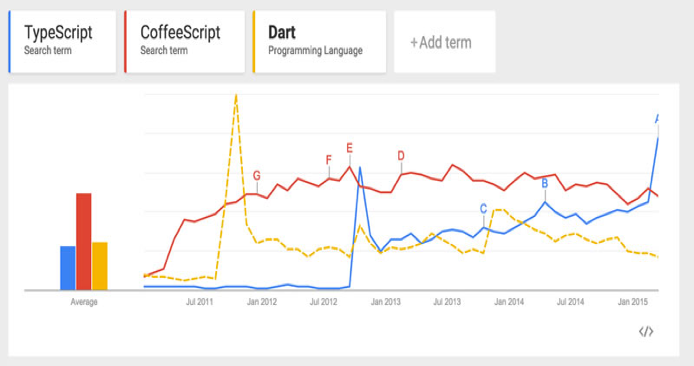 TypeScript
Search term
CoffeeScript
Search term
Dart
Programming Language
+Add term
A
E
F
D
G
B
C
Average
Jul 2011
Jan 2012
Jul 2012
Jan 2013
Jul 2013
Jan 2014
Jul 2014
Jan 2015
</>